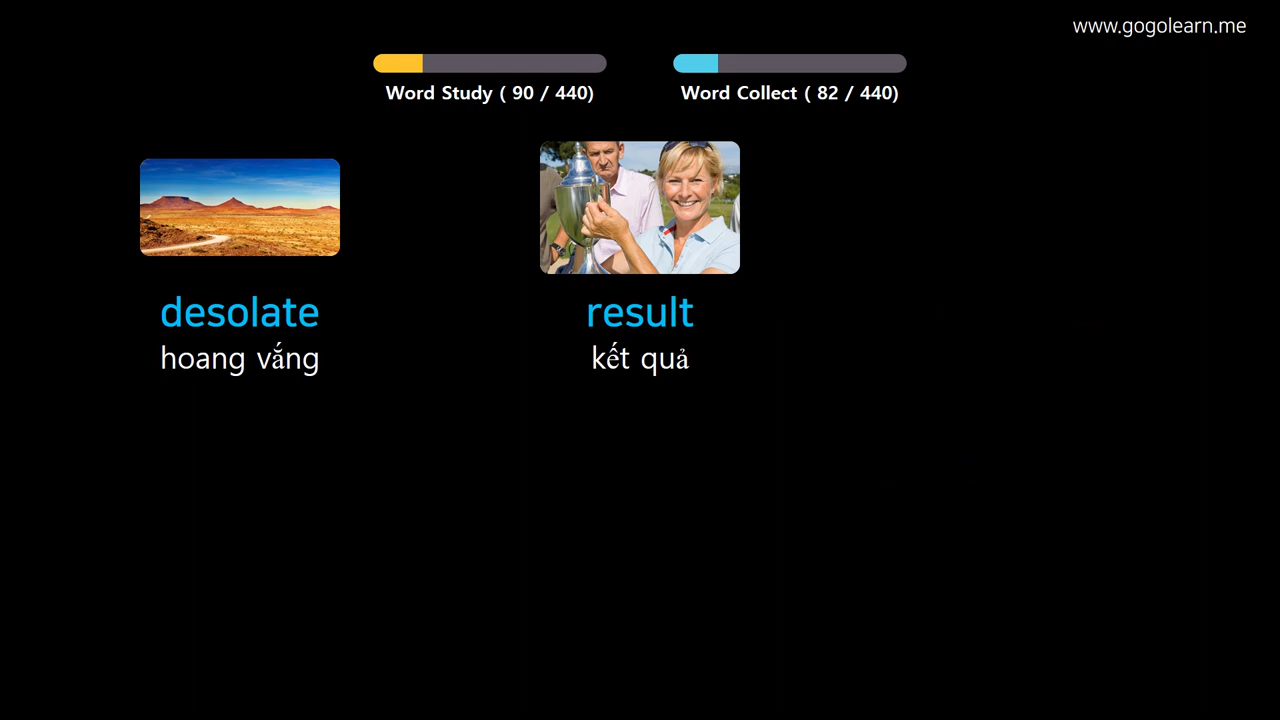 www.gogolearn.me
Word Study ( 90 / 440)
Word Collect ( 82 / 440)
desolate
hoang vắng
result
kết quả